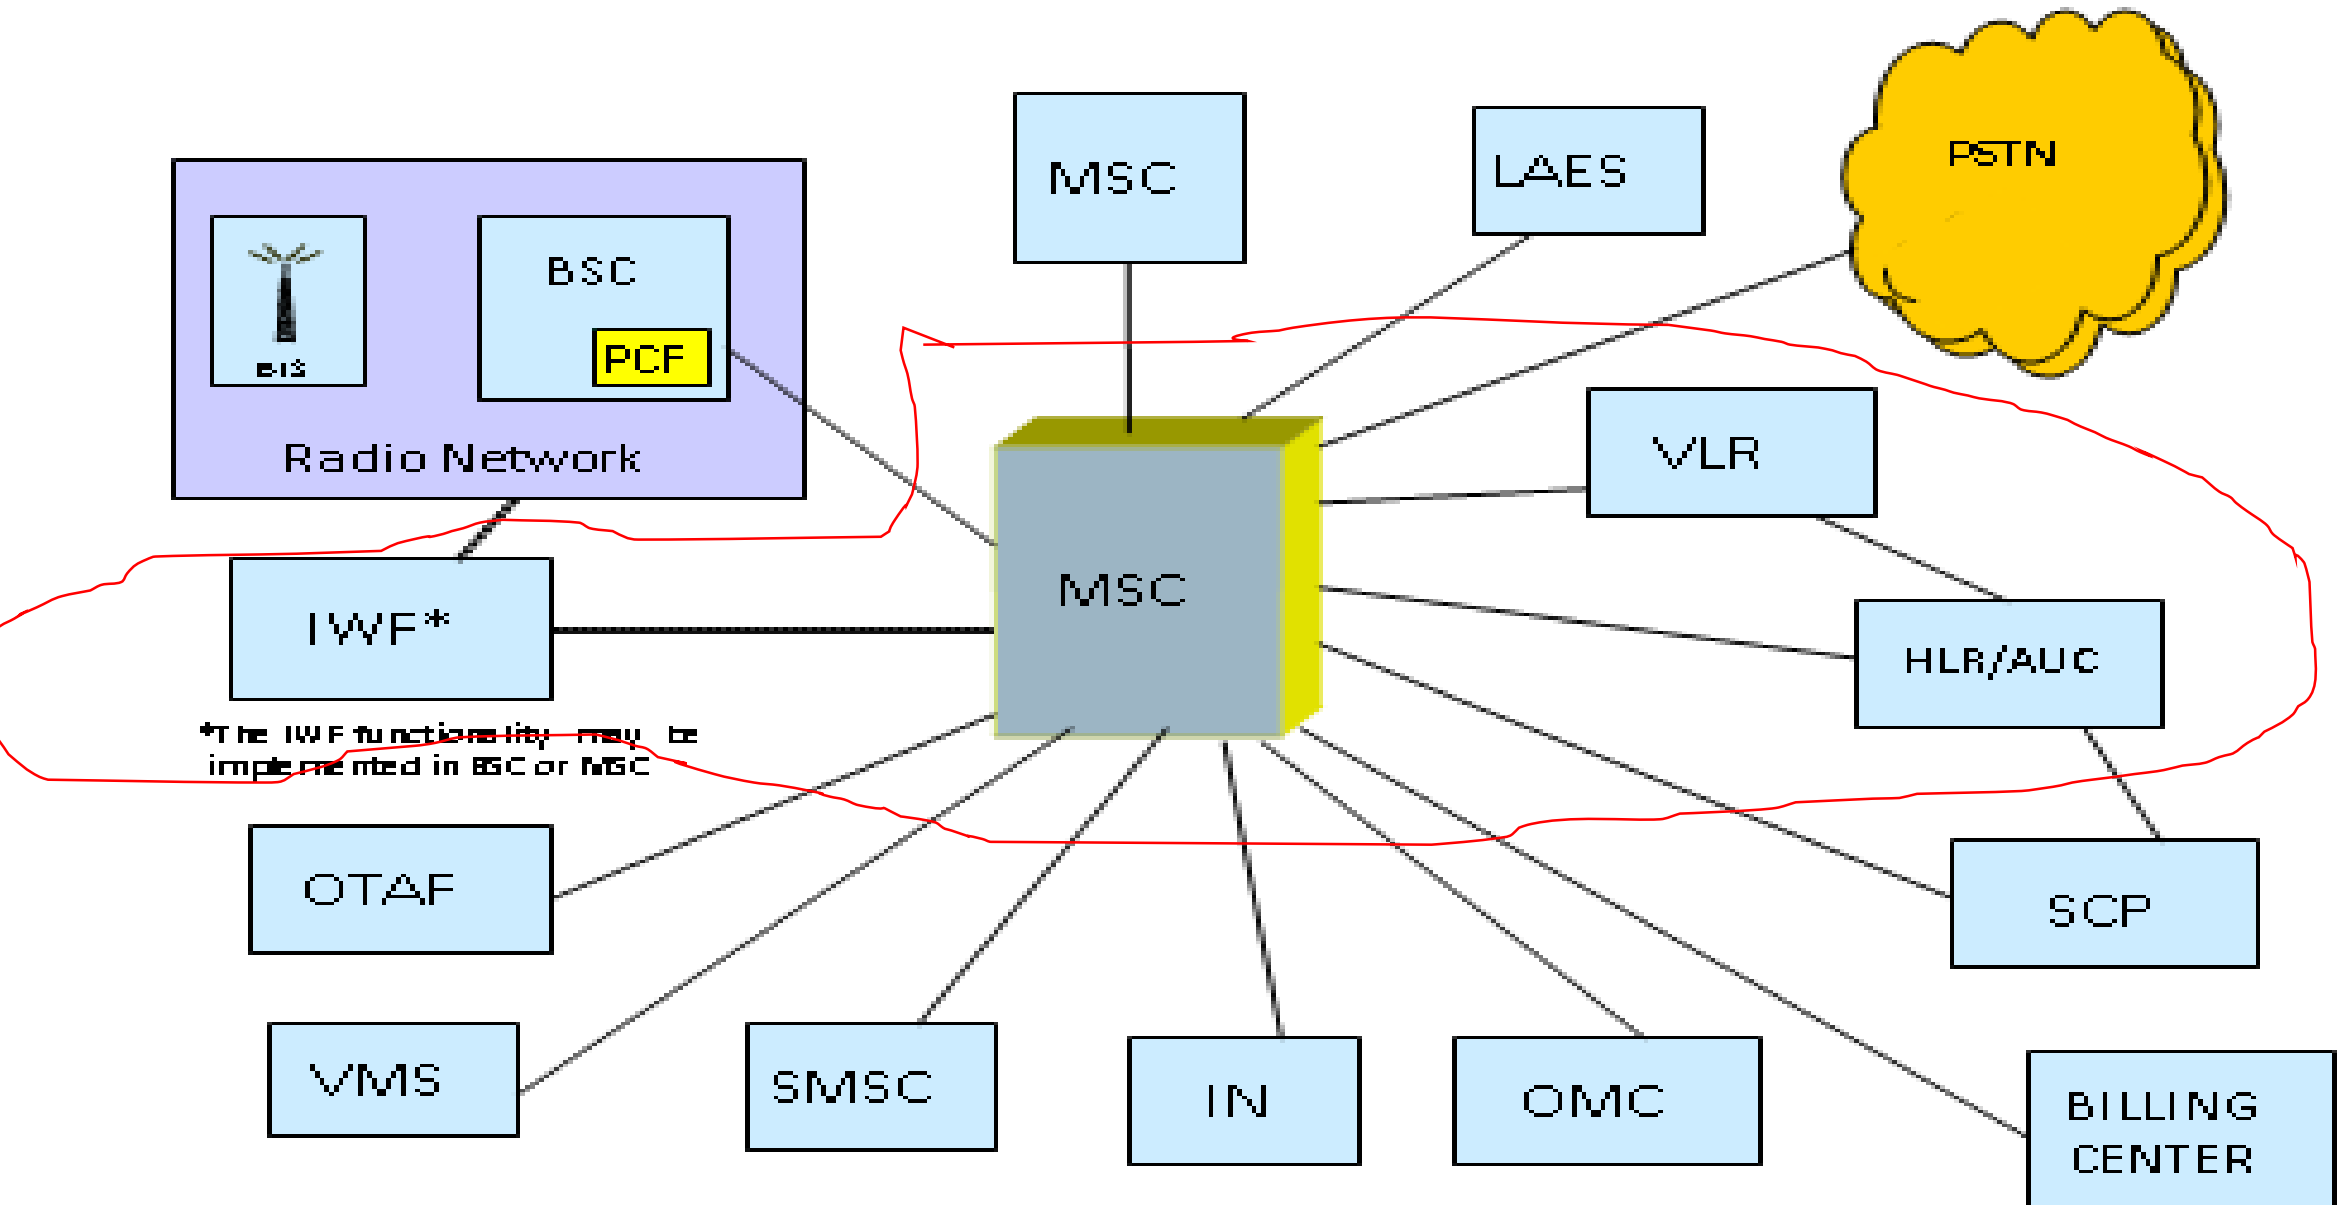 MSC
LAES
PSTN
BTS
BSC
PCF
Radio Network
VLR
MSC
IWF*
HLR/AUC
*The IWF functionality may be
implemented in BSC or MSC
OTAF
SCP
VMS
SMSC
IN
OMC
BILLING
CENTER